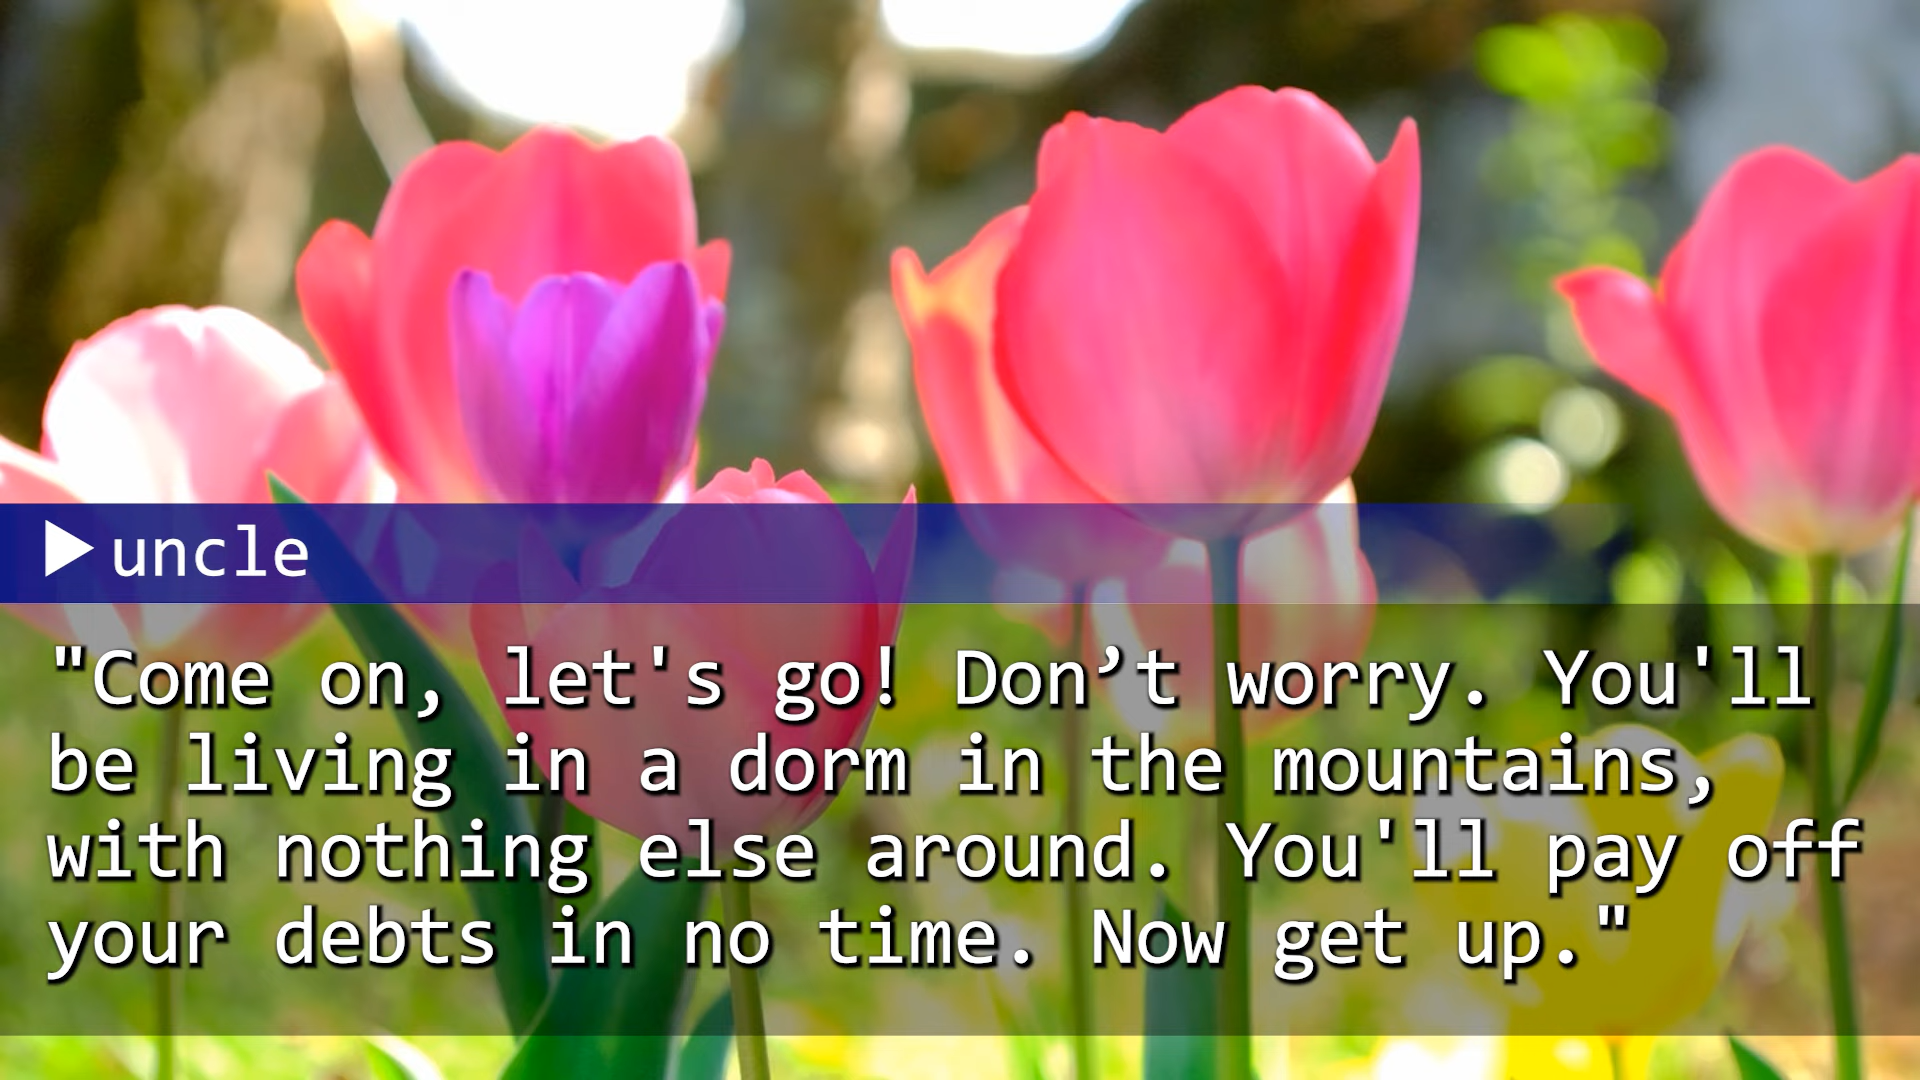 ▶uncle
"Come on, let's go! Don’t worry. You'll
be living in a dorm in the mountains,
with nothing else around. You'll pay off
your debts in no time. Now get up."